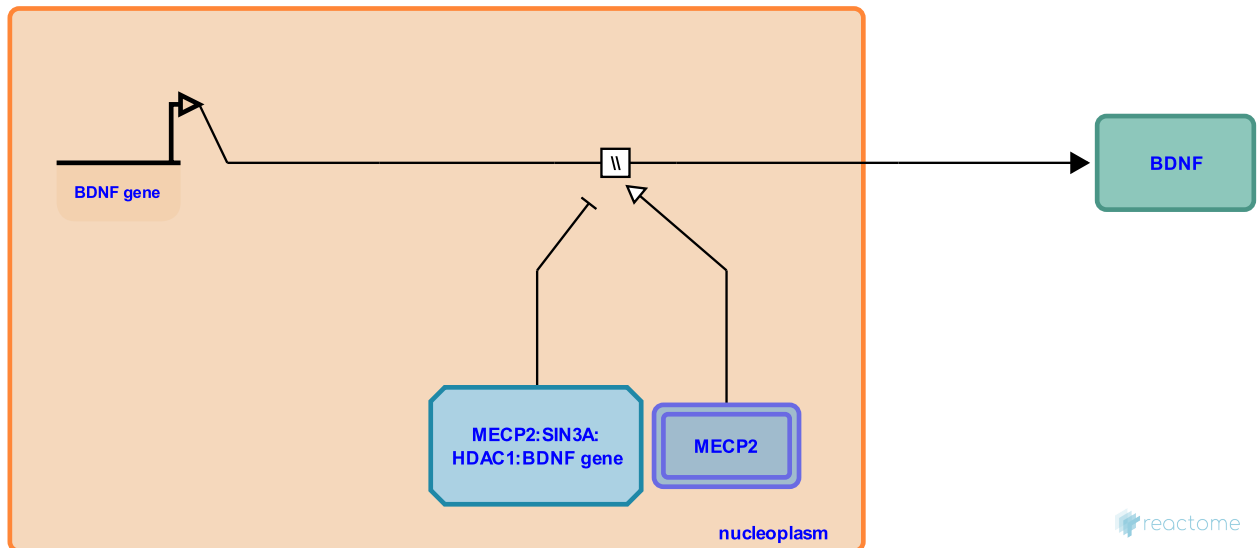 BDNF gene
\\
BDNF
MECP2:SIN3A:
HDAC1:BDNF gene
MECP2
nucleoplasm
reactome